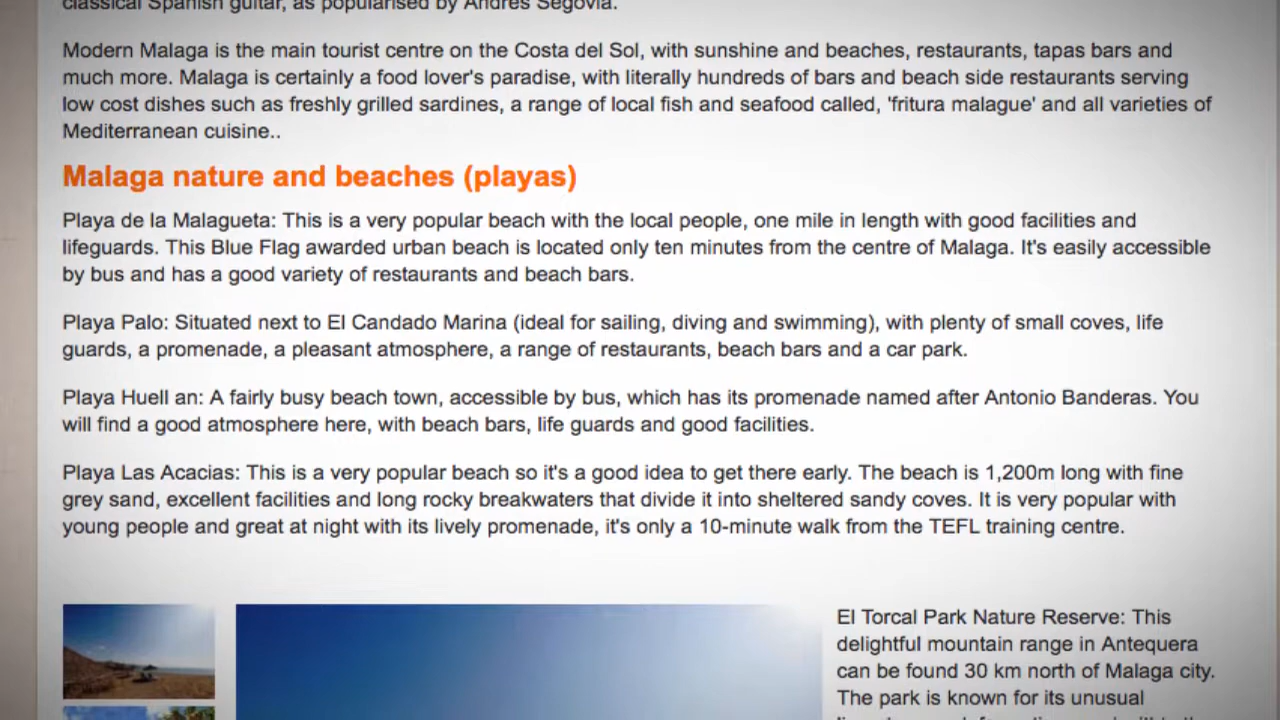 classical Spanish guitar, as popularised by Andres Segovia.
Modern Malaga is the main tourist centre on the Costa del Sol, with sunshine and beaches, restaurants, tapas bars and
much more. Malaga is certainly a food lover's paradise, with literally hundreds of bars and beach side restaurants serving
low cost dishes such as freshly grilled sardines, a range of local fish and seafood called, 'fritura malague' and all varieties of
Mediterranean cuisine..
Malaga nature and beaches (playas)
Playa de la Malagueta: This is a very popular beach with the local people, one mile in length with good facilities and
lifeguards. This Blue Flag awarded urban beach is located only ten minutes from the centre of Malaga. It's easily accessible
by bus and has a good variety of restaurants and beach bars.
Playa Palo: Situated next to El Candado Marina (ideal for sailing, diving and swimming), with plenty of small coves, life
guards, a promenade, a pleasant atmosphere, a range of restaurants, beach bars and a car park.
Playa Huell an: A fairly busy beach town, accessible by bus, which has its promenade named after Antonio Banderas. You
will find a good atmosphere here, with beach bars, life guards and good facilities.
Playa Las Acacias: This is a very popular beach so it's a good idea to get there early. The beach is 1,200m long with fine
grey sand, excellent facilities and long rocky breakwaters that divide it into sheltered sandy coves. It is very popular with
young people and great at night with its lively promenade, it's only a 10-minute walk from the TEFL training centre.
El Torcal Park Nature Reserve: This
delightful mountain range in Antequera
can be found 30 km north of Malaga city.
The park is known for its unusual